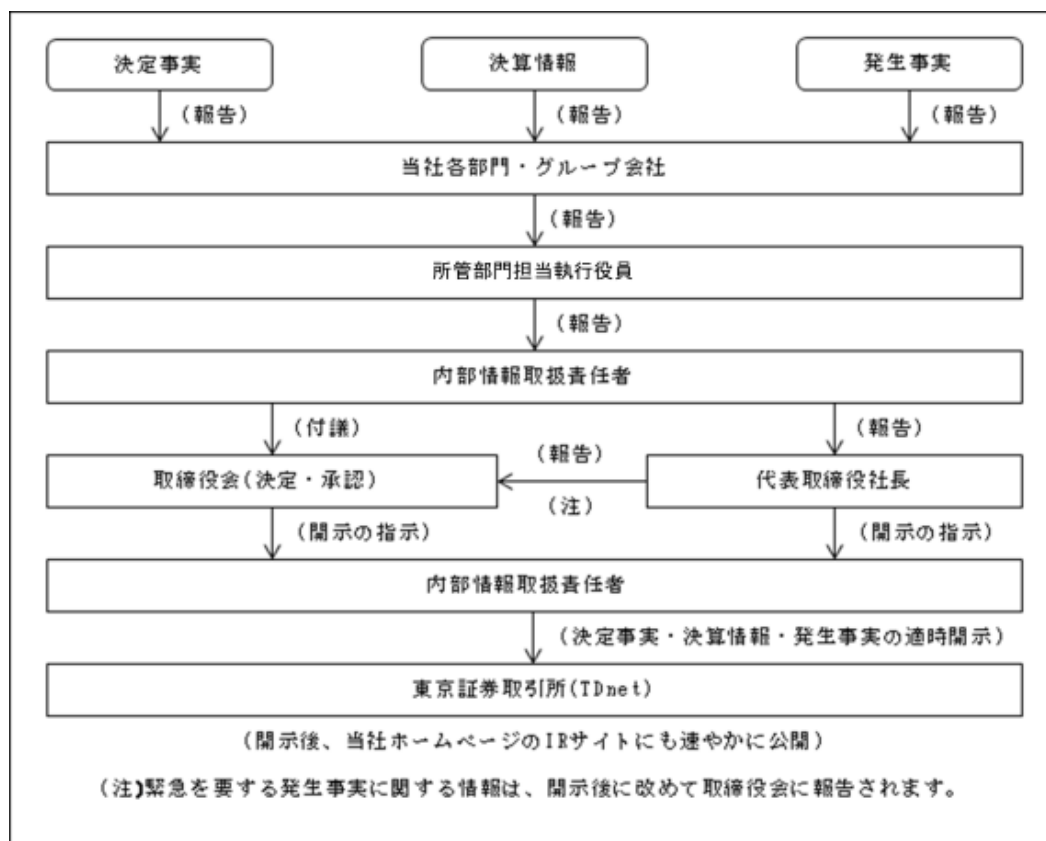 決定事実
決算情報
発生事実
(報告)
(報告)
(報告)
当社各部門・グループ会社
(報告)
所管部門担当執行役員
(報告)
内部情報取扱責任者
(付議)
(報告)
取締役会(決定・承認)
(報告)
(注)
代表取締役社長
(開示の指示)
(開示の指示)
内部情報取扱責任者
(決定事実・決算情報・発生事実の適時開示)
東京証券取引所(TDnet)
(開示後、当社ホームページのIRサイトにも速やかに公開)
(注)緊急を要する発生事実に関する情報は、開示後に改めて取締役会に報告されます。